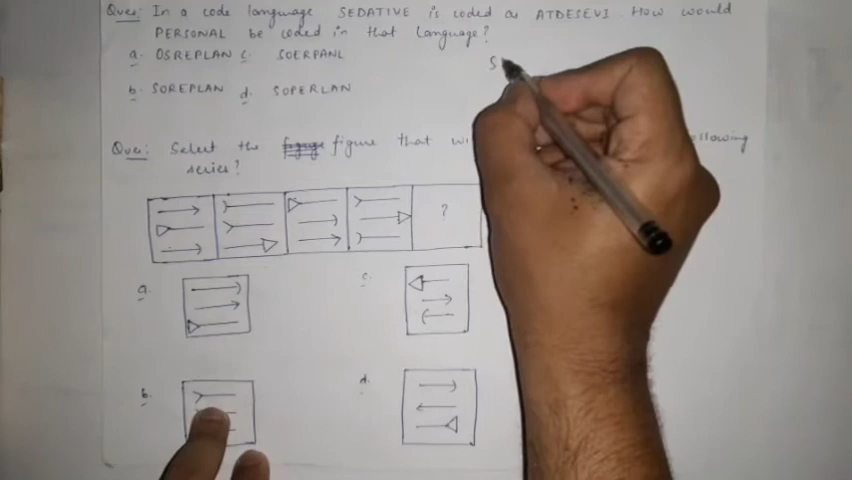 Ques: In a code language SEDATIVE is coded as ATDESEVI. How would
PERSONAL be coded in that language?
a. OSREPLAN c. SOERPANL
S
b. SOREPLAN d. SOPERLAN
Ques: Select the figure that ollowing
series?
?
a.
c.
b.
d.